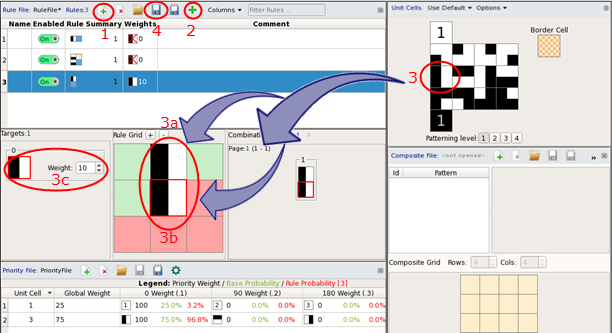 Rule File: RuleFile* Rules:3 Columns Filter Rules...
1 4 2
Name Enabled Rule Summary Weights Comment
1 On 1 0
2 On 1 0
3 On 1 10
3a
Targets:1 Rule Grid + - Combinat 1
0 Page:1 (1 - 1)
Weight: 10 1
3c
3b
Priority File: PriorityFile
Legend: Priority Weight / Base Probability / Rule Probability [3]
Unit Cell Global Weight 0 Weight (.1) 90 Weight (.2) 180 Weight (.3)
1 1 25 1 100 25.0% 3.2% 2 0 0.0% 0.0% 3 0 0.0% 0.0%
2 3 75 100 75.0% 96.8% 0 0.0% 0.0% 0 0.0% 0.0%
Unit Cells Use Default Options
1 Border Cell
3
1
Patterning level: 1 2 3 4
Composite File: <not opened> »
Id Pattern
Composite Grid Rows: 4 Cols: 4